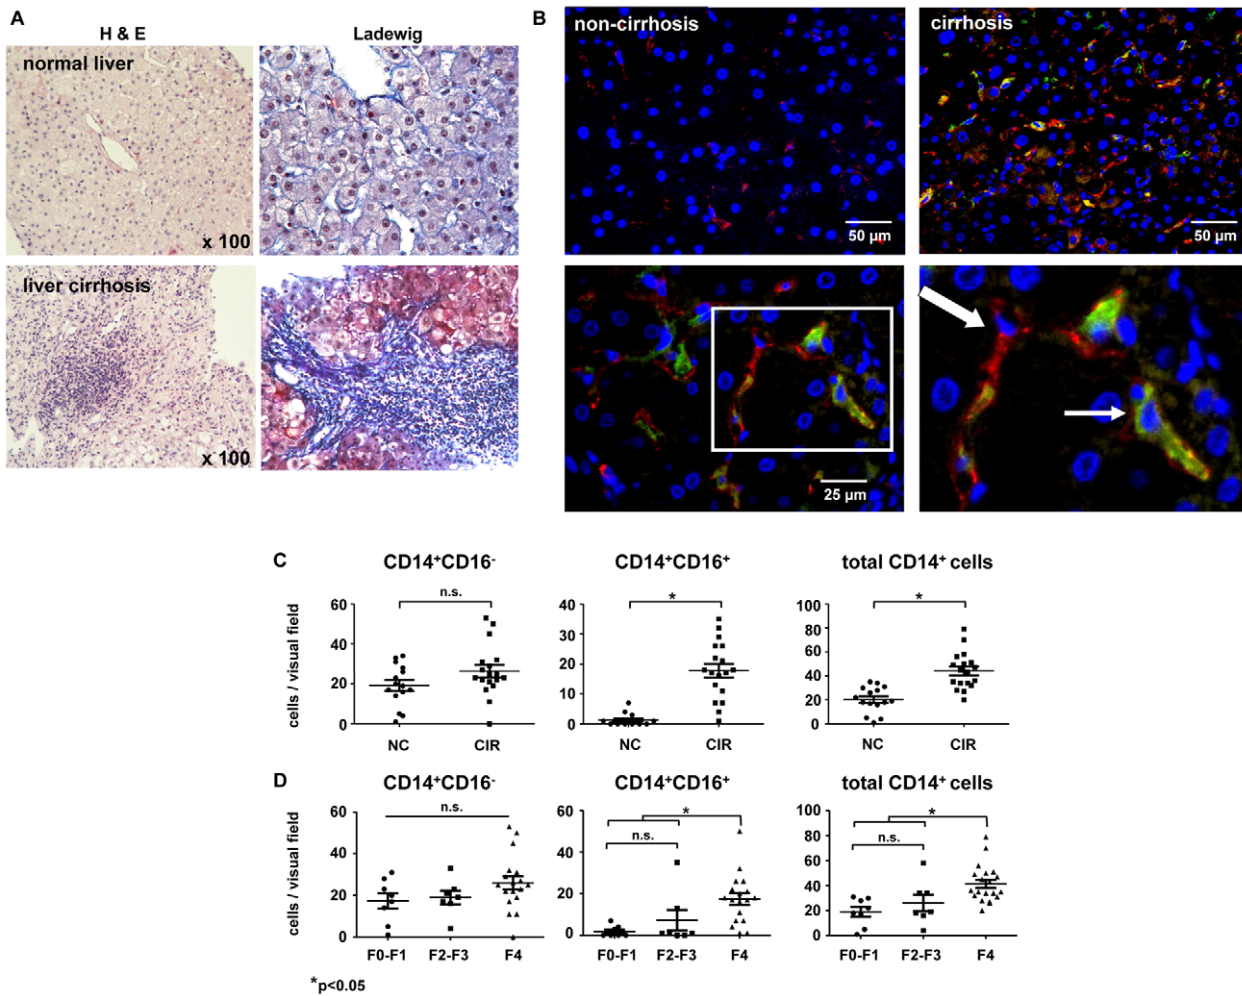 A
H & E
Ladewig
normal liver
x 100
liver cirrhosis
x 100
B
non-cirrhosis
cirrhosis
50 µm
50 µm
25 µm
C
CD14+CD16-
CD14+CD16+
total CD14+ cells
cells / visual field
60
40
20
0
n.s.
NC
CIR
40
30
20
10
0
*
NC
CIR
100
80
60
40
20
0
*
NC
CIR
D
CD14+CD16-
CD14+CD16+
total CD14+ cells
cells / visual field
60
40
20
0
n.s.
F0-F1
F2-F3
F4
60
40
20
0
*
n.s.
F0-F1
F2-F3
F4
100
80
60
40
20
0
*
n.s.
F0-F1
F2-F3
F4
*p<0.05